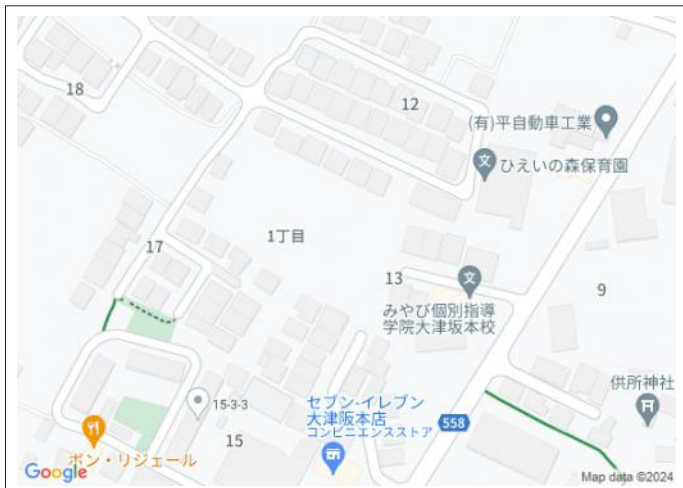 18
12
(有)平自動車工業
ひえいの森保育園
17
1丁目
13
9
みやび個別指導
学院大津坂本校
供所神社
15-3-3
セブン-イレブン
大津阪本店
コンビニエンスストア
558
15
ボン・リジェール
Google
Map data ©2024